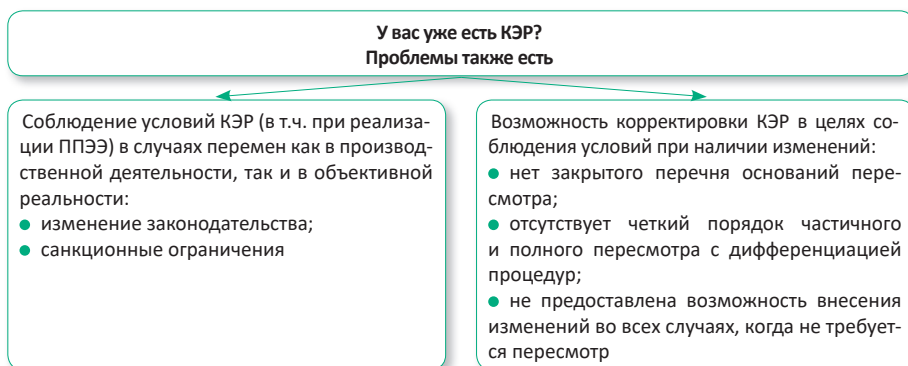 У вас уже есть КЭР?
Проблемы также есть
Соблюдение условий КЭР (в т.ч. при реализа-
ции ППЭЭ) в случаях перемен как в производ-
ственной деятельности, так и в объективной
реальности:
● изменение законодательства;
● санкционные ограничения
Возможность корректировки КЭР в целях со-
блюдения условий при наличии изменений:
● нет закрытого перечня оснований пере-
смотра;
● отсутствует четкий порядок частичного
и полного пересмотра с дифференциацией
процедур;
● не предоставлена возможность внесения
изменений во всех случаях, когда не требует-
ся пересмотр